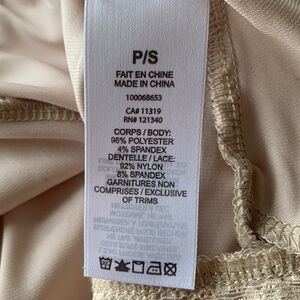 P/S
FAIT EN CHINE
MADE IN CHINA
100068653
CA# 11319
RN# 121340
CORPS / BODY:
96% POLYESTER
4% SPANDEX
DENTELLE / LACE:
92% NYLON
8% SPANDEX
GARNITURES NON
COMPRISES / EXCLUSIVE
OF TRIMS